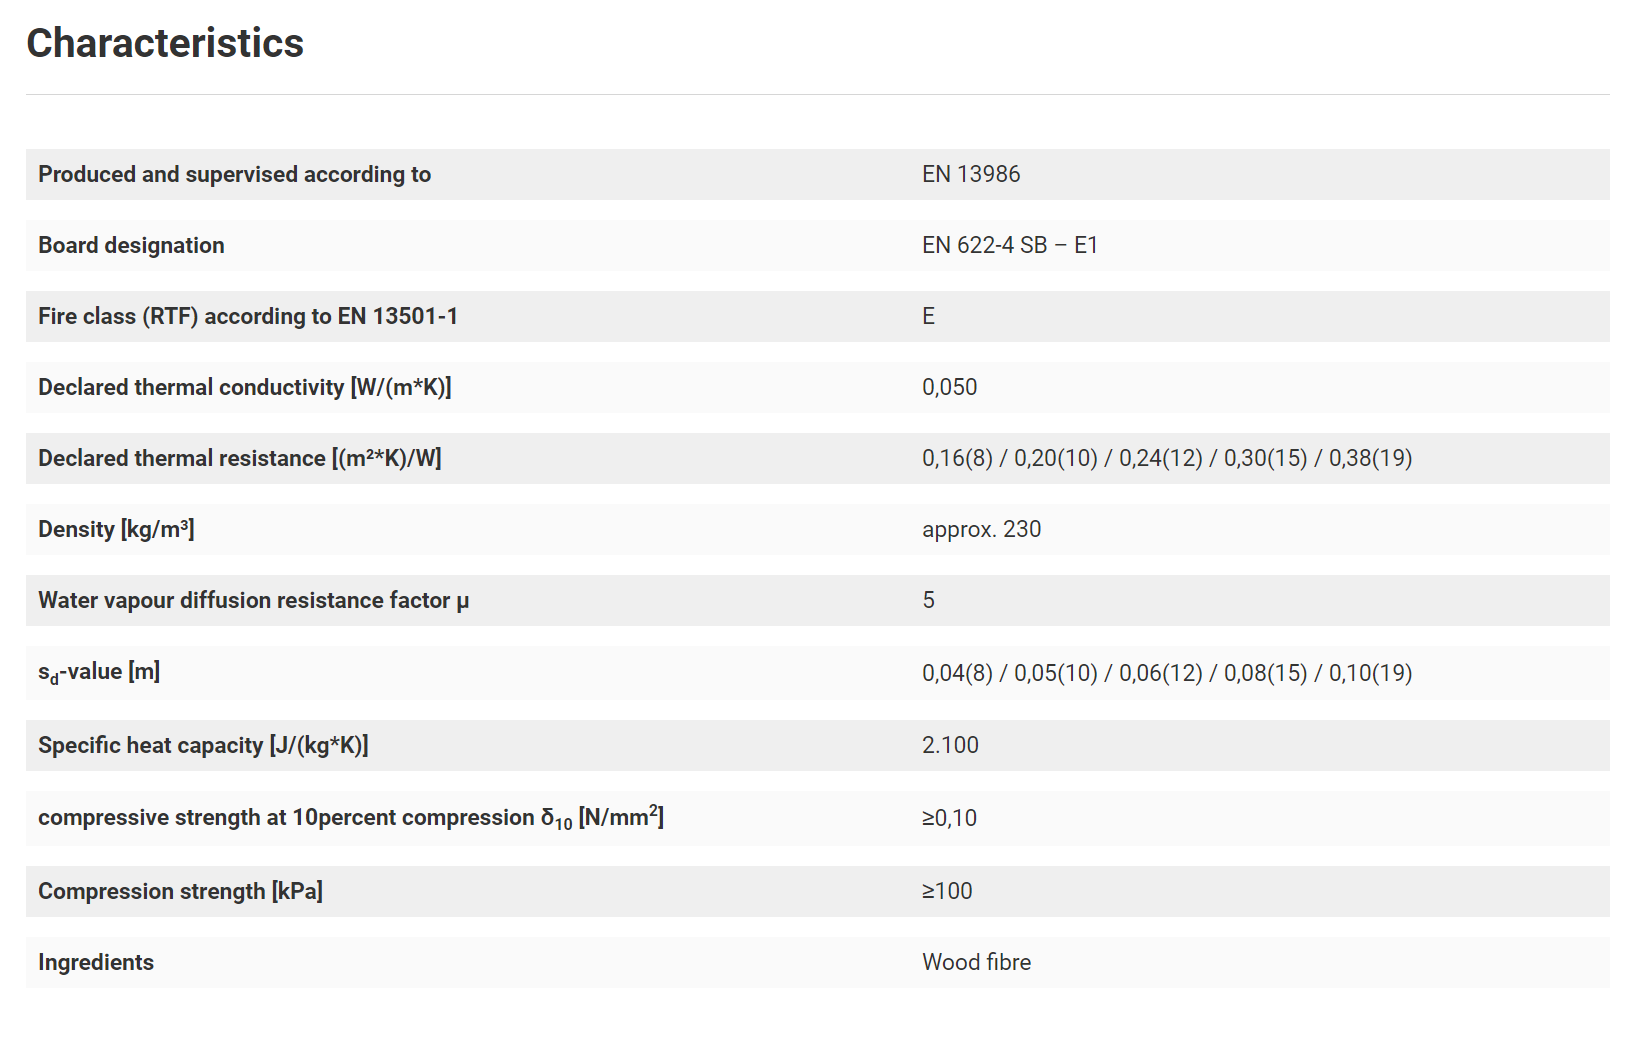 Characteristics
Produced and supervised according to EN 13986
Board designation EN 622-4 SB – E1
Fire class (RTF) according to EN 13501-1 E
Declared thermal conductivity [W/(m*K)] 0,050
Declared thermal resistance [(m²*K)/W] 0,16(8) / 0,20(10) / 0,24(12) / 0,30(15) / 0,38(19)
Density [kg/m³] approx. 230
Water vapour diffusion resistance factor µ 5
s_d-value [m] 0,04(8) / 0,05(10) / 0,06(12) / 0,08(15) / 0,10(19)
Specific heat capacity [J/(kg*K)] 2.100
compressive strength at 10percent compression δ₁₀ [N/mm²] ≥0,10
Compression strength [kPa] ≥100
Ingredients Wood fibre